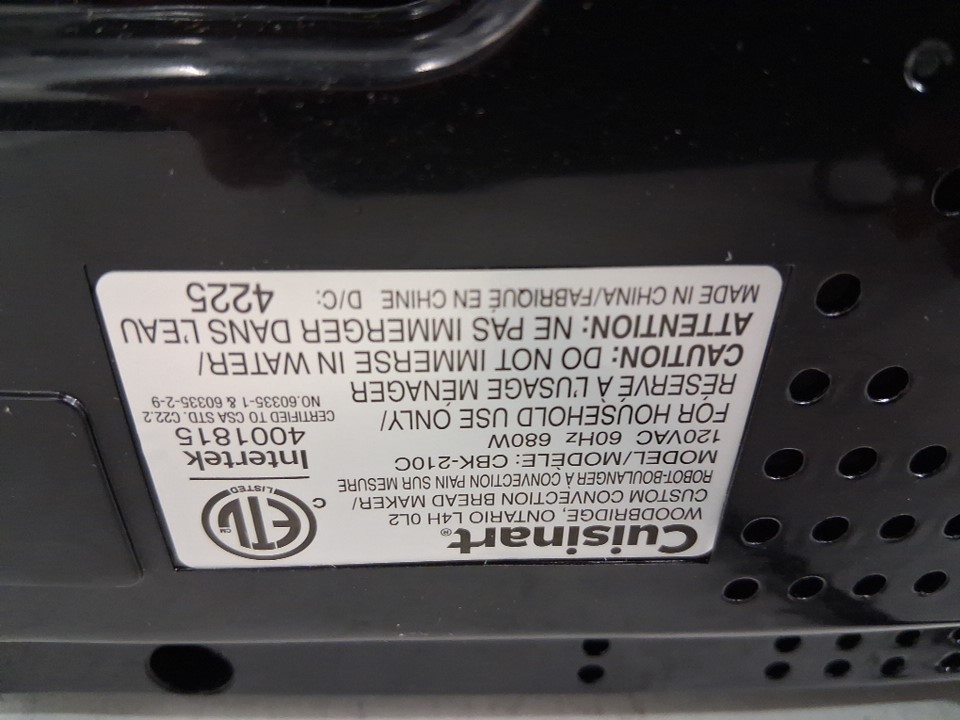 Cuisinart®
WOODBRIDGE, ONTARIO L4H 0L2
CUSTOM CONVECTION BREAD MAKER/
ROBOT-BOULANGER À CONVECTION PAIN SUR MESURE
MODEL/MODÈLE: CBK-210C
120VAC 60Hz 680W
FOR HOUSEHOLD USE ONLY/
RÉSERVÉ À L'USAGE MÉNAGER
CAUTION: DO NOT IMMERSE IN WATER/
ATTENTION: NE PAS IMMERGER DANS L'EAU
MADE IN CHINA/FABRIQUÉ EN CHINE D/C: 4225
C
ETL CM
LISTED
Intertek
4001815
CERTIFIED TO CSA STD. C22.2
NO.60335-1 & 60335-2-9